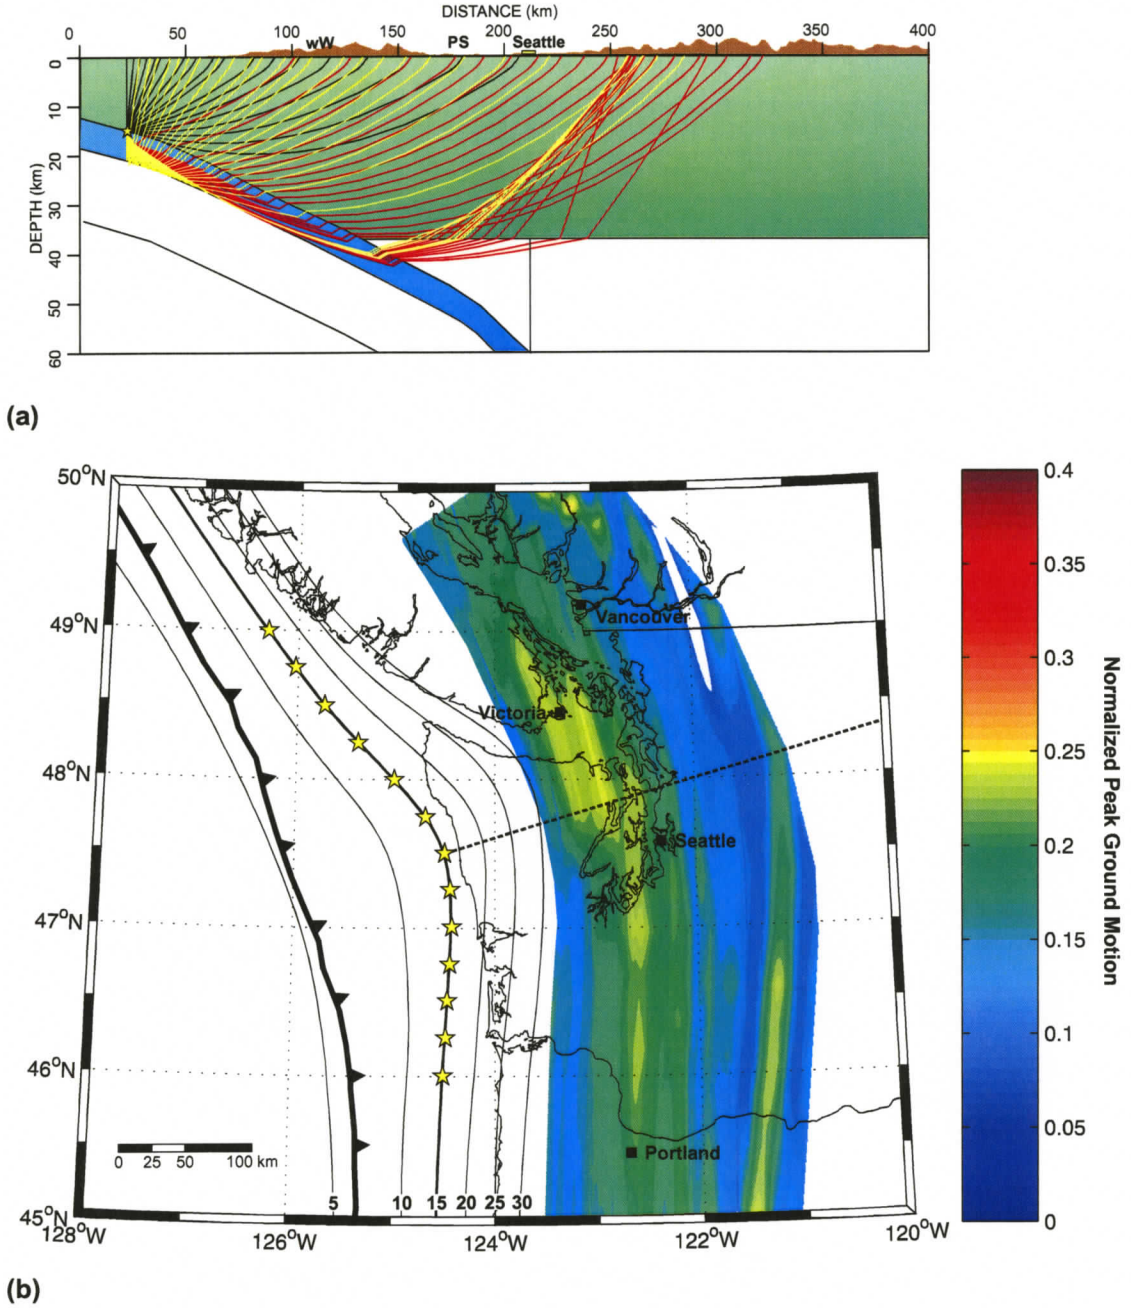 DISTANCE (km)
0 50 100 150 200 250 300 350 400
wW PS Seattle
DEPTH (km)
0
10
20
30
40
50
60
(a)
50°N
49°N
48°N
47°N
46°N
45°N
Vancouver
Victoria
Seattle
Portland
0 25 50 100 km
5 10 15 20 25 30
128°W 126°W 124°W 122°W 120°W
0.4
0.35
0.3
0.25
0.2
0.15
0.1
0.05
0
Normalized Peak Ground Motion
(b)